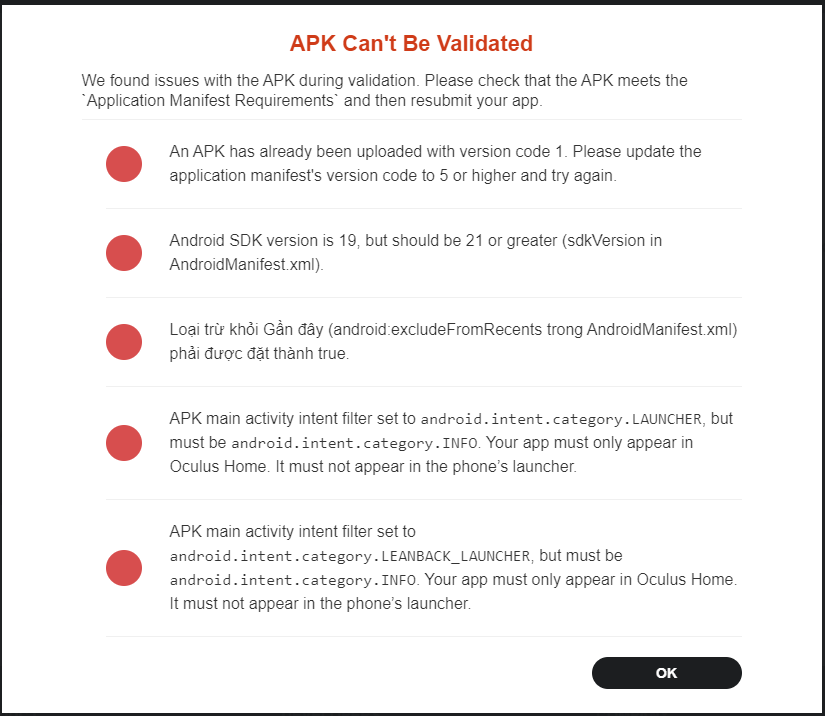 APK Can't Be Validated
We found issues with the APK during validation. Please check that the APK meets the
`Application Manifest Requirements` and then resubmit your app.
An APK has already been uploaded with version code 1. Please update the
application manifest's version code to 5 or higher and try again.
Android SDK version is 19, but should be 21 or greater (sdkVersion in
AndroidManifest.xml).
Loại trừ khỏi Gần đây (android:excludeFromRecents trong AndroidManifest.xml)
phải được đặt thành true.
APK main activity intent filter set to android.intent.category.LAUNCHER, but
must be android.intent.category.INFO. Your app must only appear in
Oculus Home. It must not appear in the phone’s launcher.
APK main activity intent filter set to
android.intent.category.LEANBACK_LAUNCHER, but must be
android.intent.category.INFO. Your app must only appear in Oculus Home.
It must not appear in the phone’s launcher.
OK